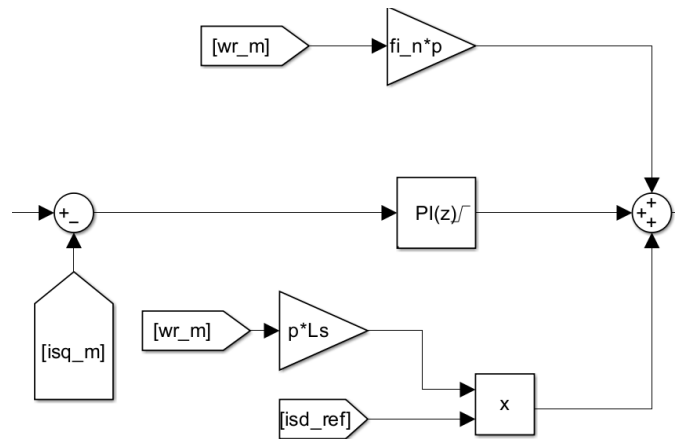 [wr_m]
fi_n*p
+
−
PI(z)
+
+
+
[isq_m]
[wr_m]
p*Ls
[isd_ref]
x